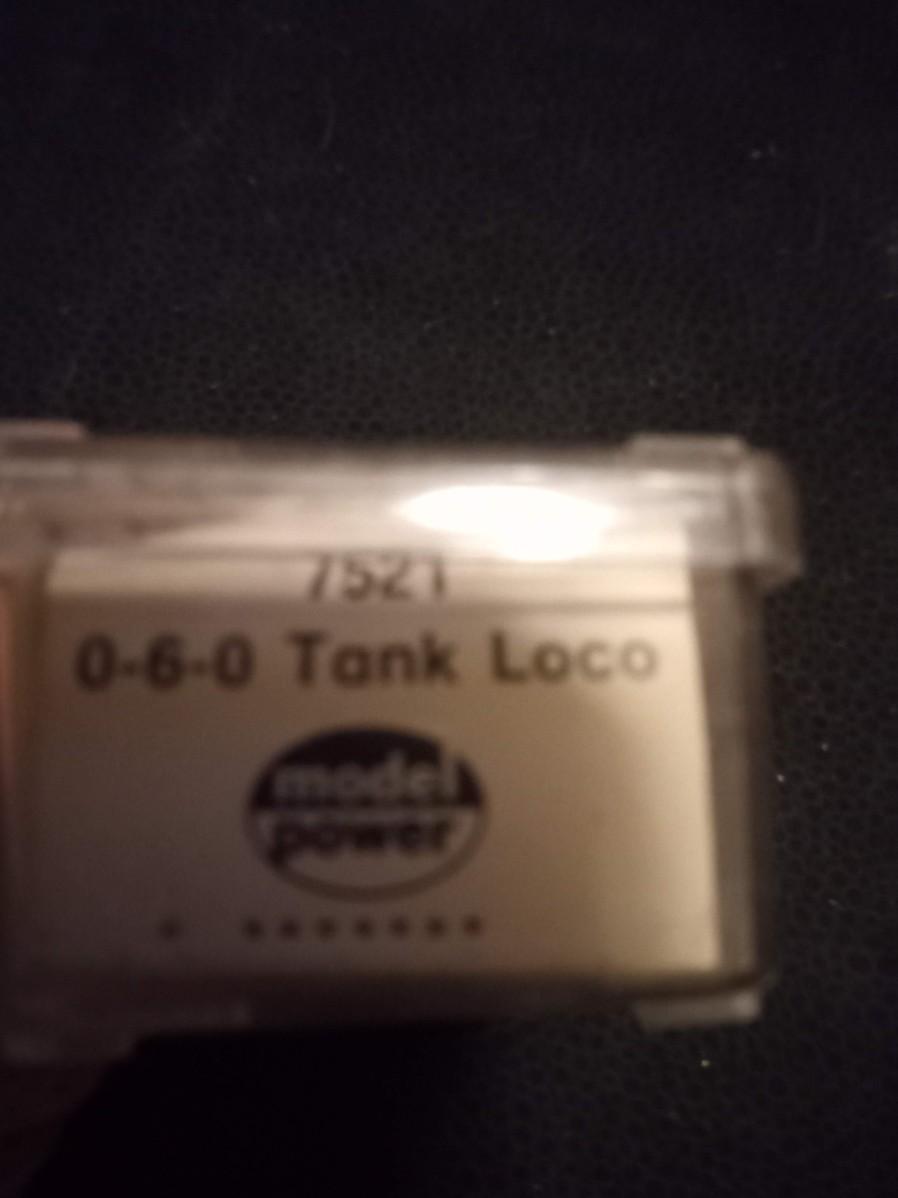 7521
0-6-0 Tank Loco
model
power